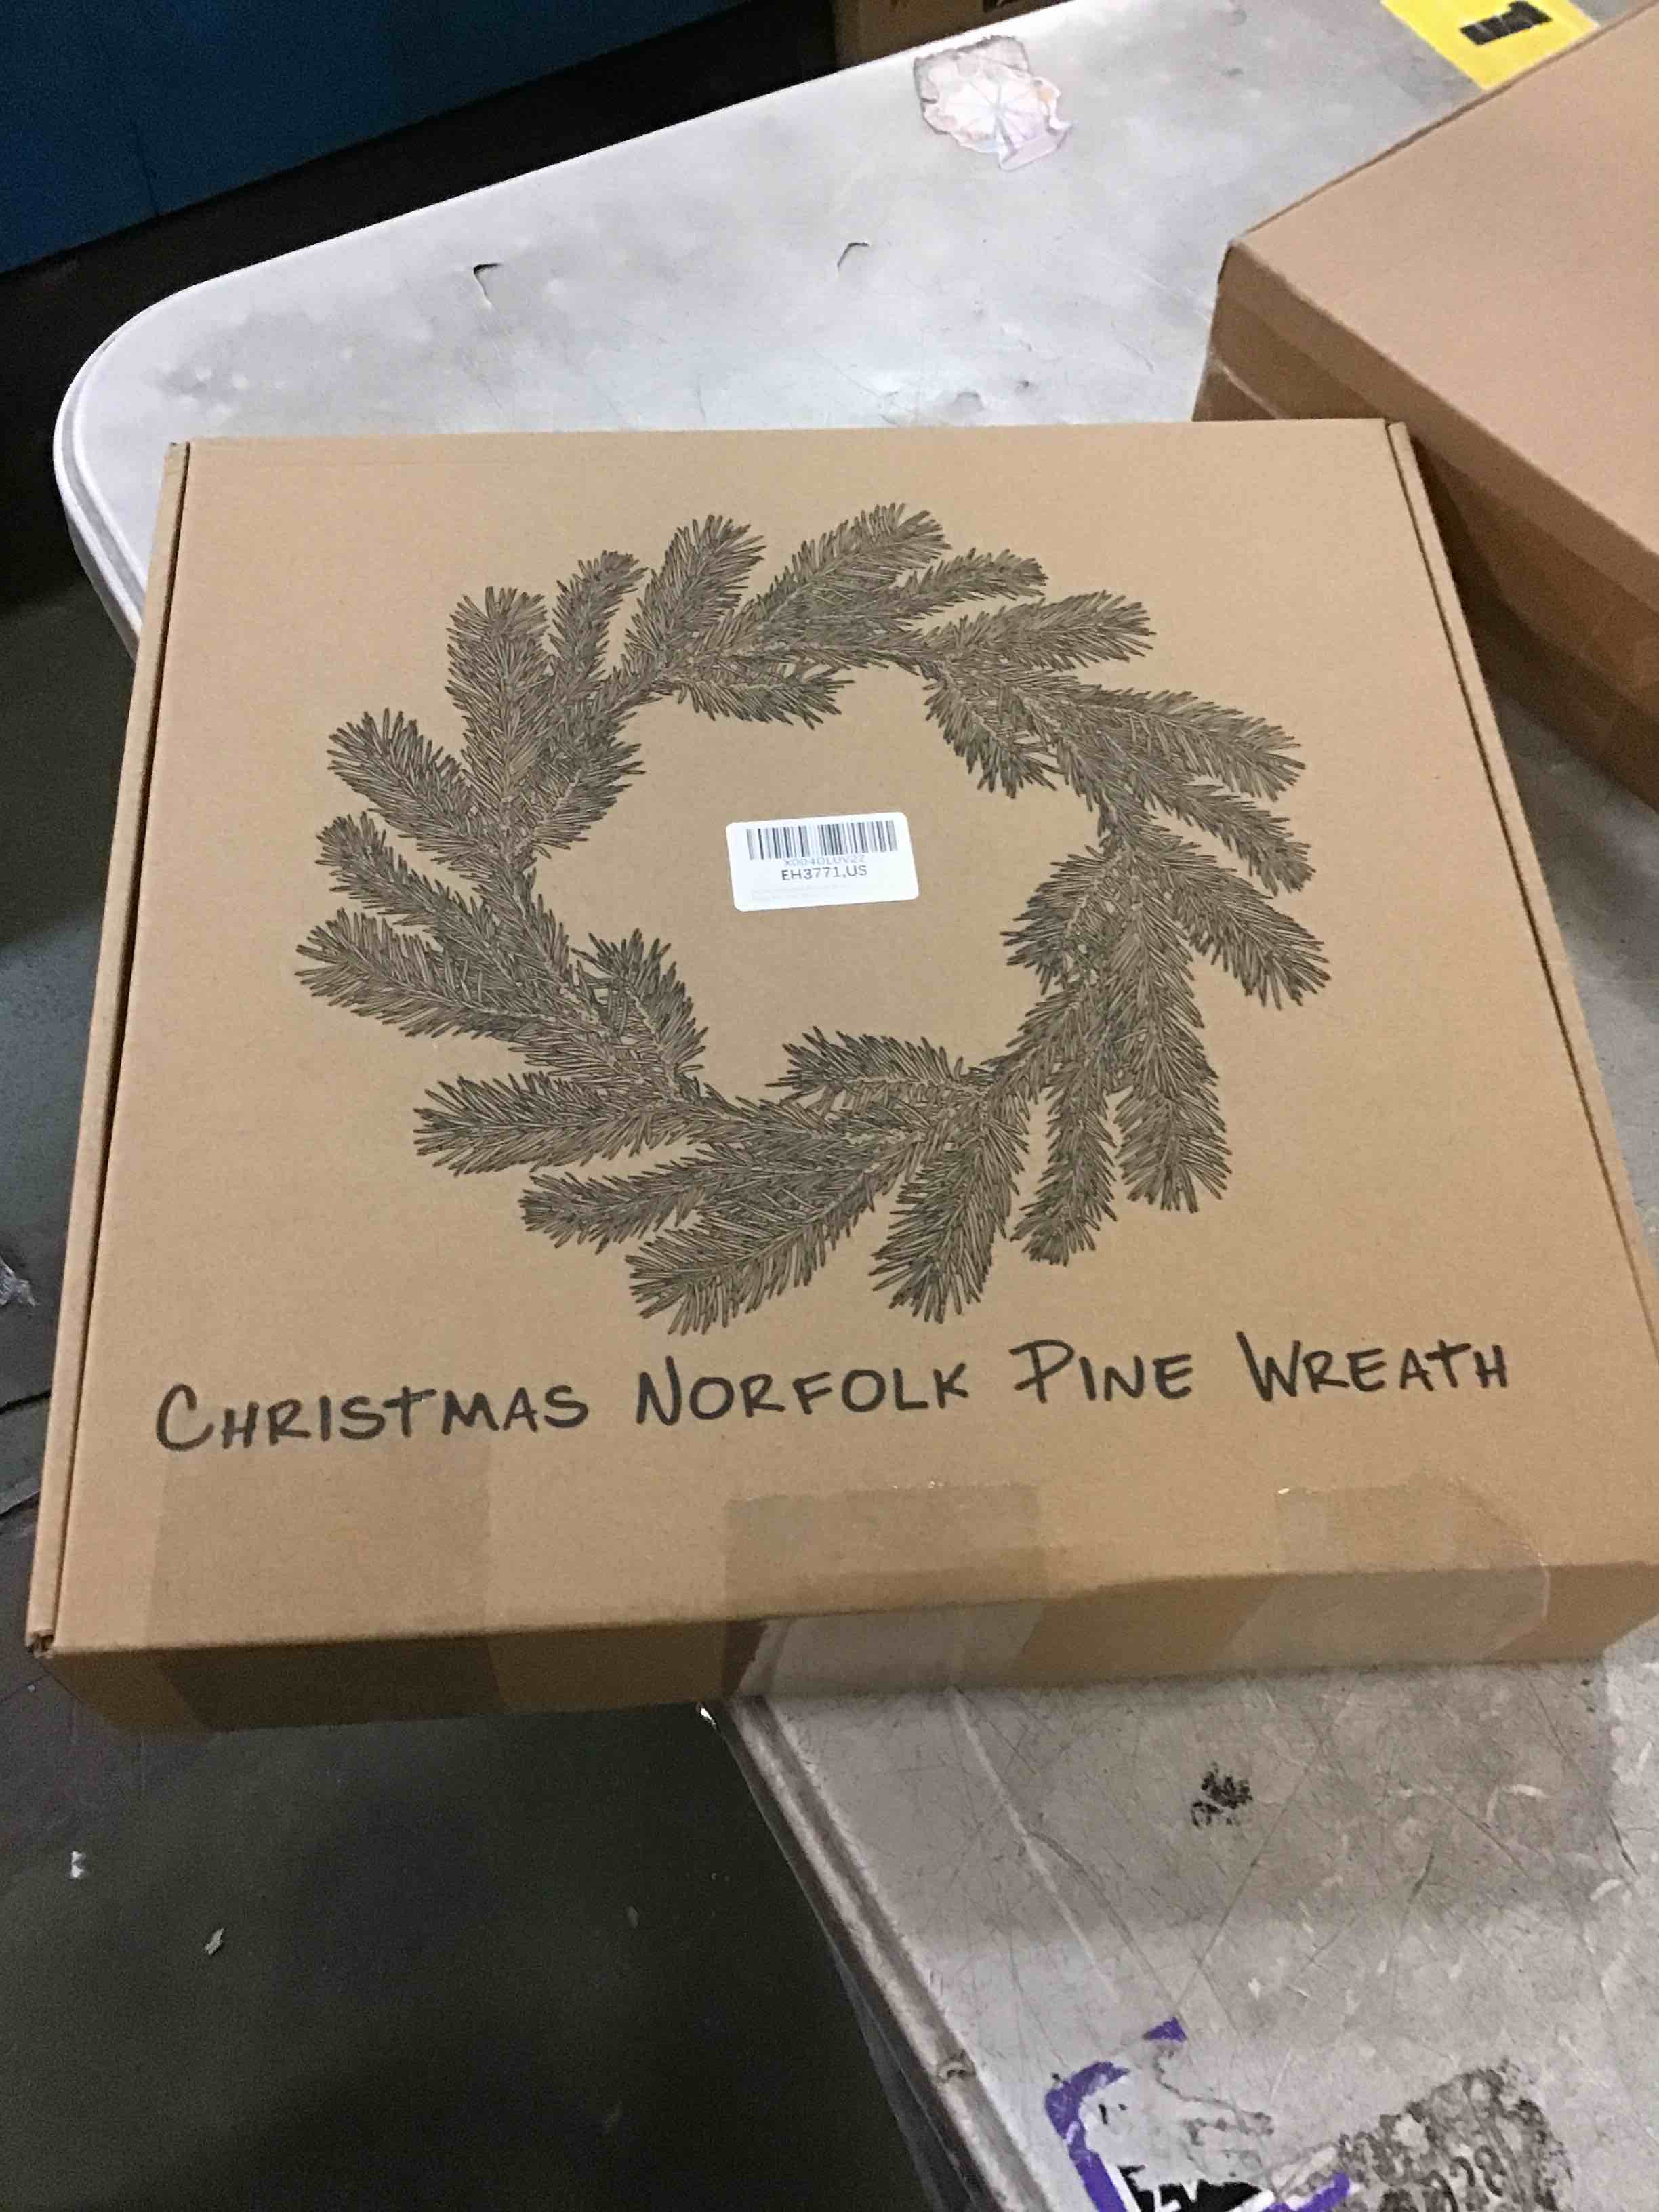 EH3771,US
CHRISTMAS NORFOLK PINE WREATH